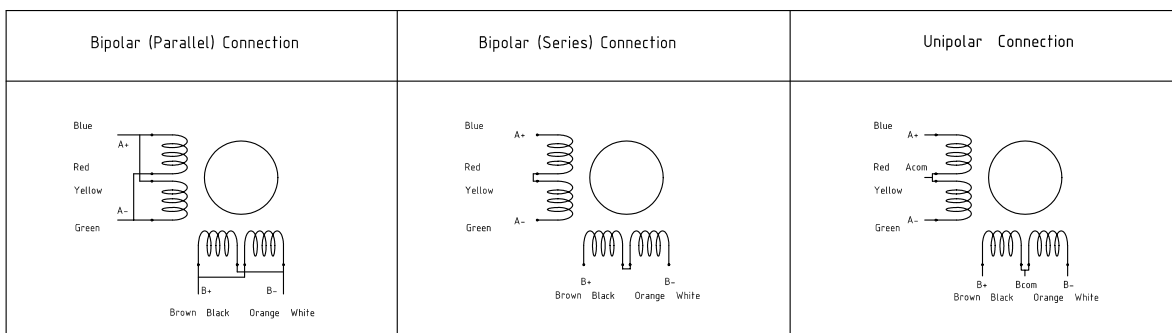 Bipolar (Parallel) Connection
Bipolar (Series) Connection
Unipolar Connection
Blue
A+
Red
Yellow
A-
Green
B+ B-
Brown Black Orange White
Blue A+
Red
Yellow
A-
Green
B+ B-
Brown Black Orange White
Blue A+
Red Acom
Yellow
A-
Green
B+ Bcom B-
Brown Black Orange White